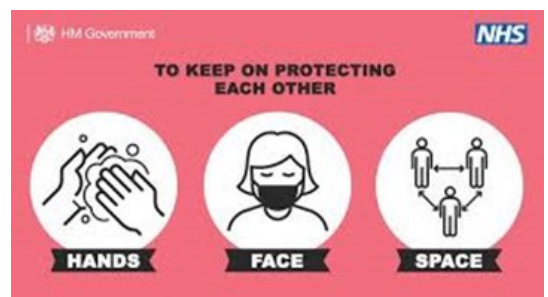 HM Government
NHS
TO KEEP ON PROTECTING
EACH OTHER
HANDS
FACE
SPACE